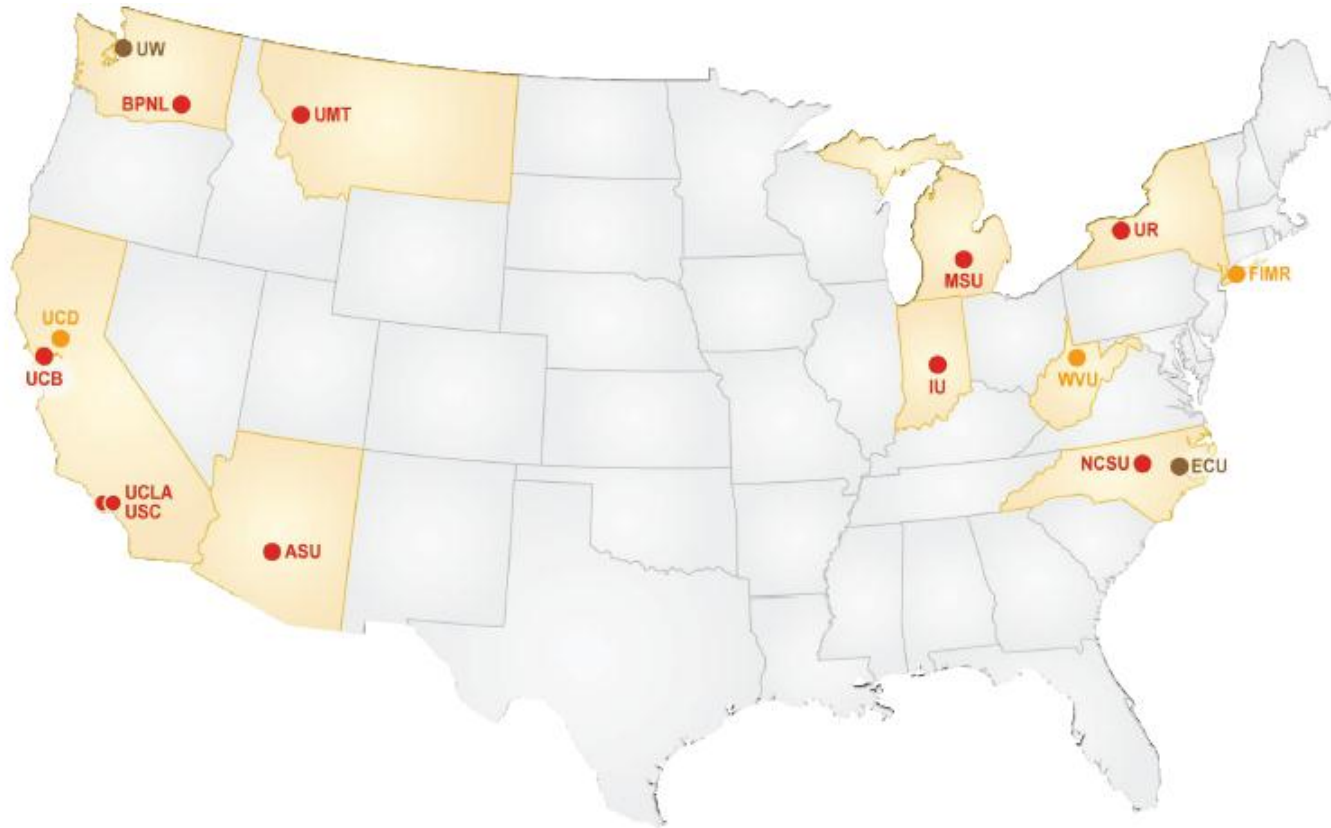 UW
BPNL
UMT
UR
MSU
FIMR
UCD
UCB
IU
WVU
NCSU
ECU
UCLA
USC
ASU